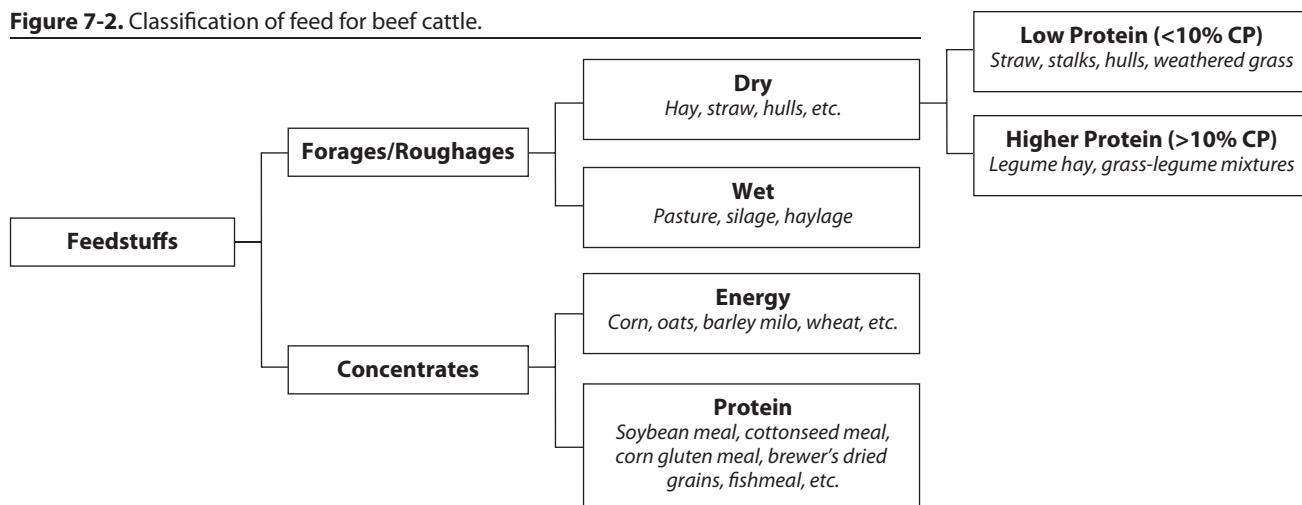 Figure 7-2. Classification of feed for beef cattle.
Feedstuffs
Forages/Roughages
Dry
Hay, straw, hulls, etc.
Low Protein (<10% CP)
Straw, stalks, hulls, weathered grass
Higher Protein (>10% CP)
Legume hay, grass-legume mixtures
Wet
Pasture, silage, haylage
Concentrates
Energy
Corn, oats, barley milo, wheat, etc.
Protein
Soybean meal, cottonseed meal,
corn gluten meal, brewer's dried
grains, fishmeal, etc.